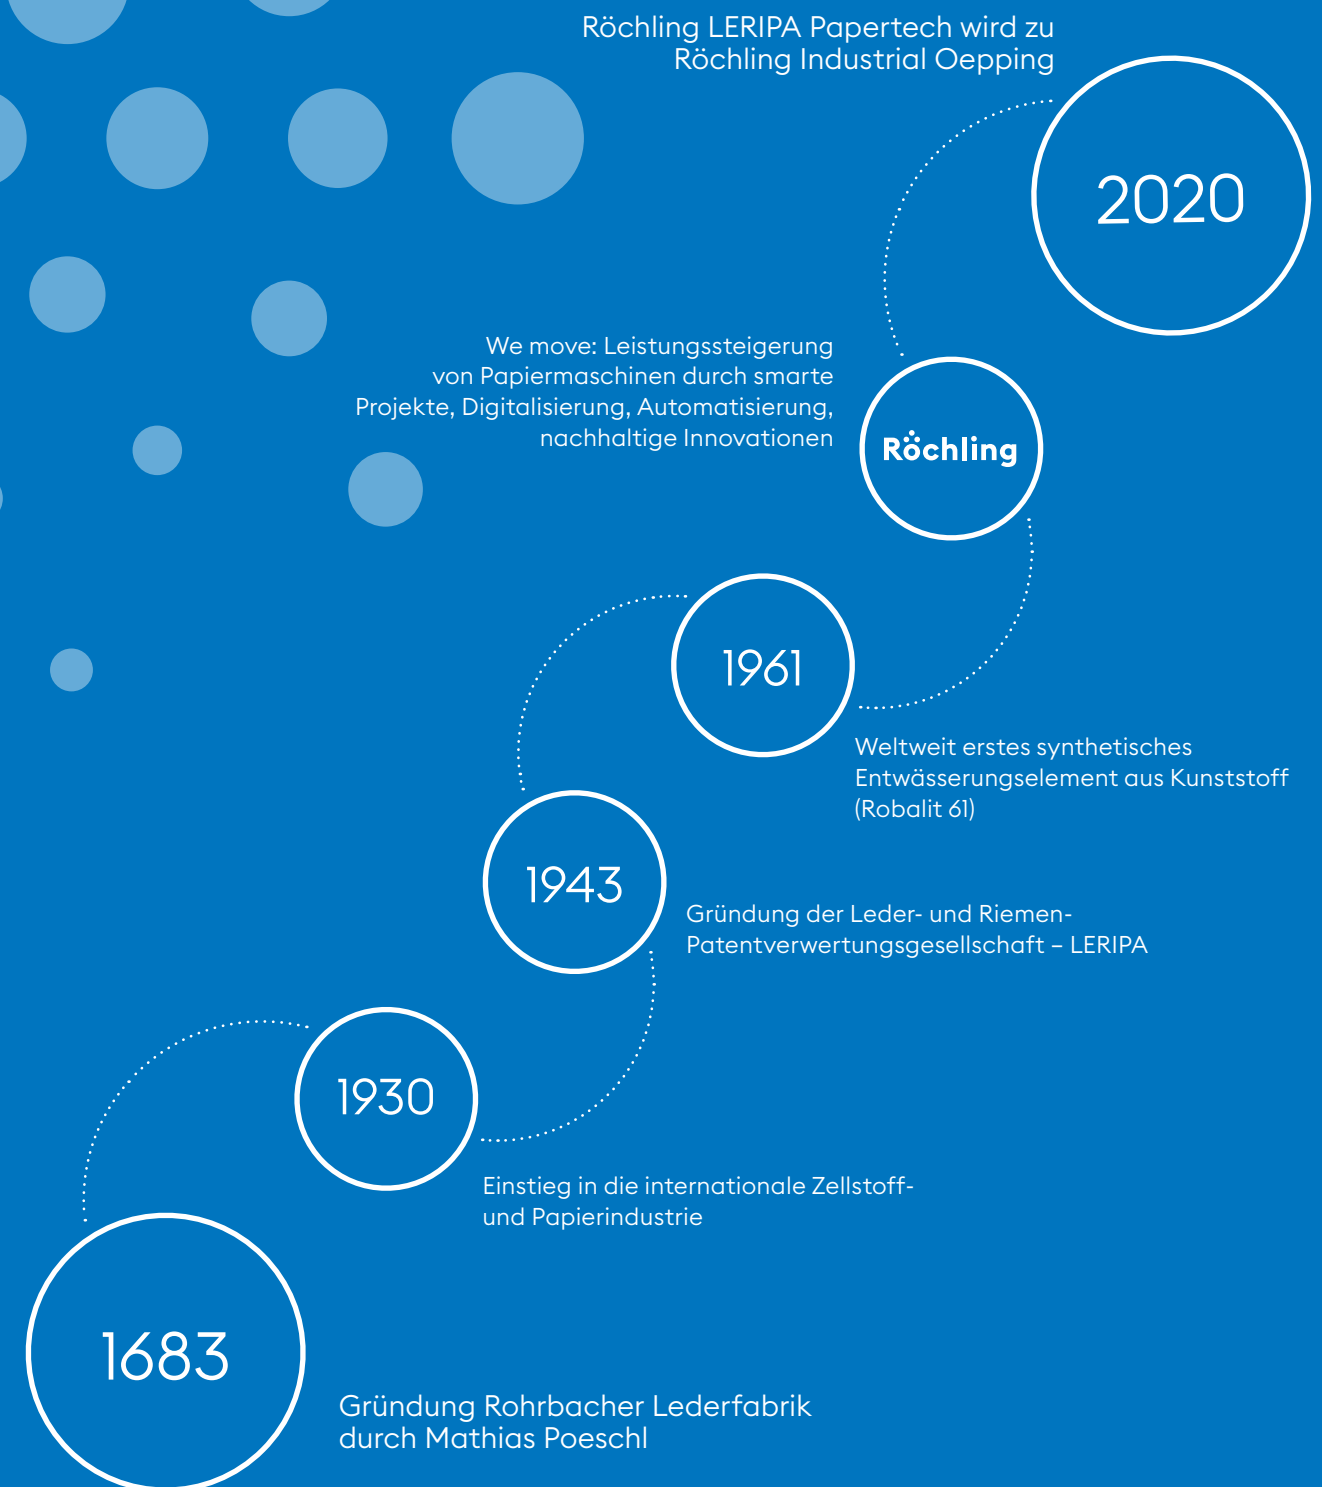 Röchling LERIPA Papertech wird zu
Röchling Industrial Oepping
2020
We move: Leistungssteigerung
von Papiermaschinen durch smarte
Projekte, Digitalisierung, Automatisierung,
nachhaltige Innovationen
Röchling
1961
Weltweit erstes synthetisches
Entwässerungselement aus Kunststoff
(Robalit 61)
1943
Gründung der Leder- und Riemen-
Patentverwertungsgesellschaft – LERIPA
1930
Einstieg in die internationale Zellstoff-
und Papierindustrie
1683
Gründung Rohrbacher Lederfabrik
durch Mathias Poeschl